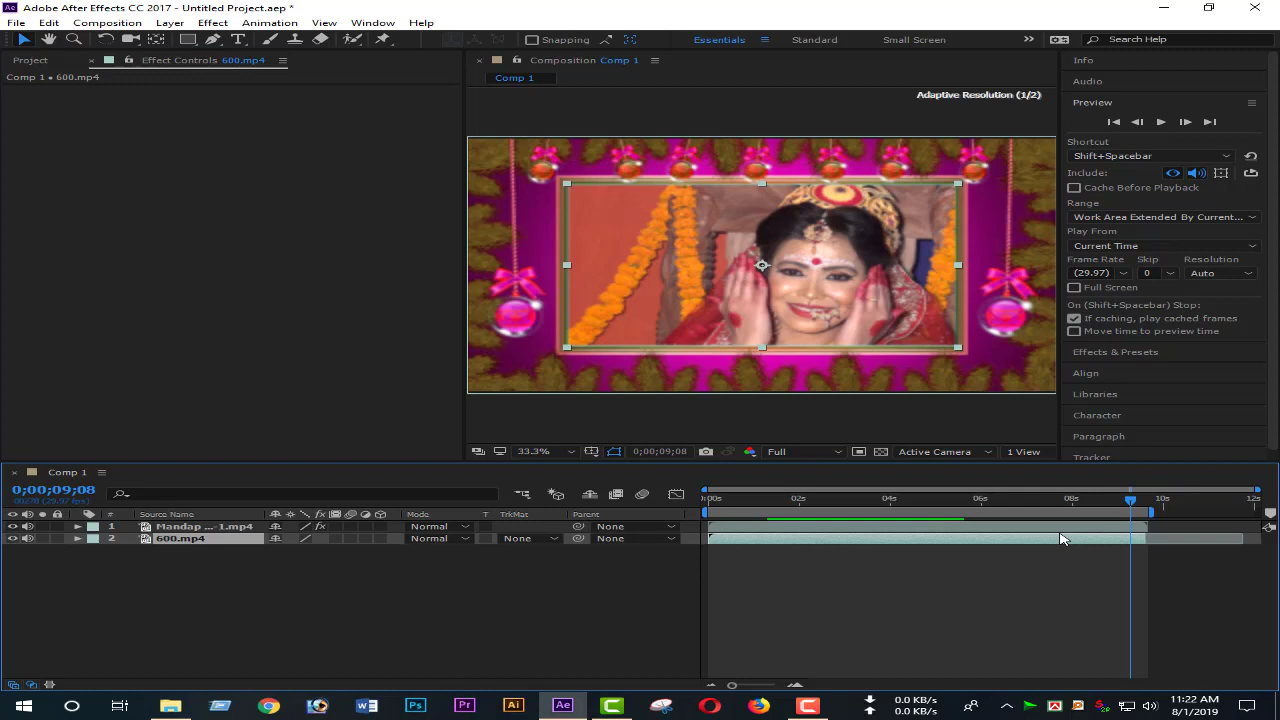 Adobe After Effects CC 2017 - Untitled Project.aep *
File Edit Composition Layer Effect Animation View Window Help
Snapping Essentials Standard Small Screen Search Help
Project Effect Controls 600.mp4 Composition Comp 1 Info
Comp 1 • 600.mp4 Comp 1 Audio
Adaptive Resolution (1/2)
Preview
Shortcut
Shift+Spacebar
Include:
Cache Before Playback
Range
Work Area Extended By Current...
Play From
Current Time
Frame Rate Skip Resolution
(29.97) 0 Auto
Full Screen
On (Shift+Spacebar) Stop:
If caching, play cached frames
Move time to preview time
Effects & Presets
Align
Libraries
Character
Paragraph
Tracker
33.3% 0;00;09;08 Full Active Camera 1 View
Comp 1
0;00;09;08
00278 (29.97 fps)
:00s 02s 04s 06s 08s 10s 12s
# Source Name Mode T TrkMat Parent
1 Mandap ...-1.mp4 Normal None
2 600.mp4 Normal None None
0.0 KB/s
0.0 KB/s
11:22 AM
8/1/2019